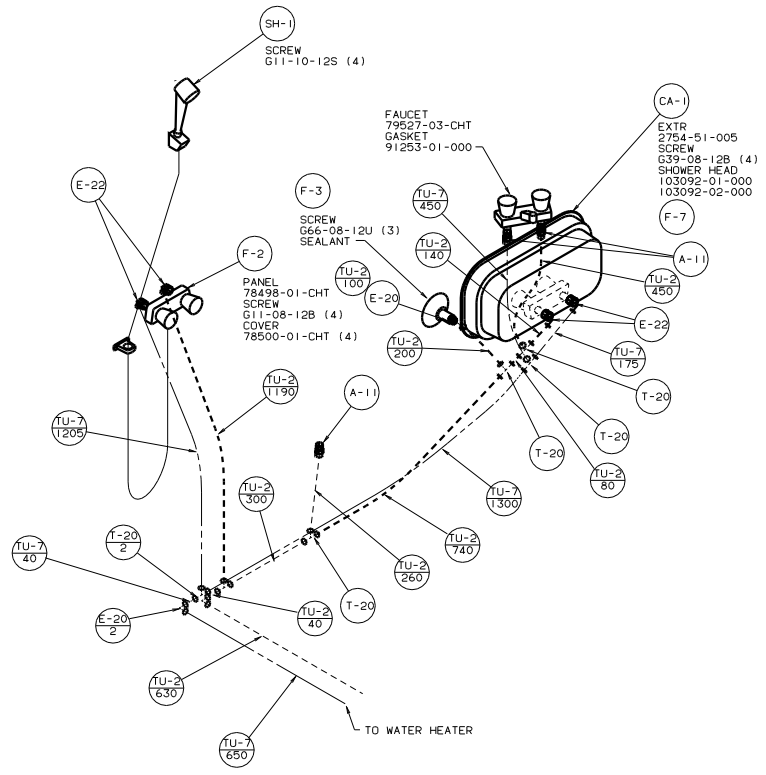 SH-1
SCREW
G11-10-12S (4)
CA-1
EXTR
2754-51-005
SCREW
G39-08-12B (4)
SHOWER HEAD
103092-01-000
103092-02-000
F-7
FAUCET
79527-03-CHT
GASKET
91253-01-000
E-22
F-3
SCREW
G66-08-12U (3)
SEALANT
TU-7
450
TU-2
140
A-11
F-2
TU-2
100
E-20
TU-2
450
PANEL
78498-01-CHT
SCREW
G11-08-12B (4)
COVER
78500-01-CHT (4)
E-22
TU-2
200
TU-7
175
TU-2
1190
A-11
T-20
TU-7
1205
T-20
T-20
TU-2
80
TU-2
300
TU-7
1300
T-20
2
TU-2
740
TU-7
40
TU-2
260
T-20
E-20
2
TU-2
40
TU-2
630
TO WATER HEATER
TU-7
650